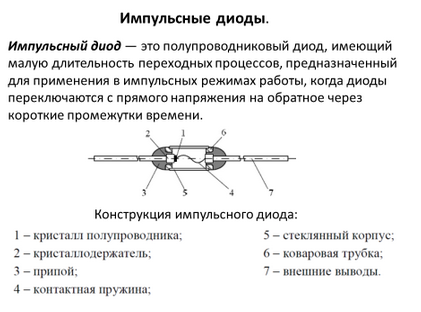 Импульсные диоды.
Импульсный диод — это полупроводниковый диод, имеющий
малую длительность переходных процессов, предназначенный
для применения в импульсных режимах работы, когда диоды
переключаются с прямого напряжения на обратное через
короткие промежутки времени.
2 1 6
3 5 4 7
Конструкция импульсного диода:
1 – кристалл полупроводника;
2 – кристаллодержатель;
3 – припой;
4 – контактная пружина;
5 – стеклянный корпус;
6 – коваровая трубка;
7 – внешние выводы.